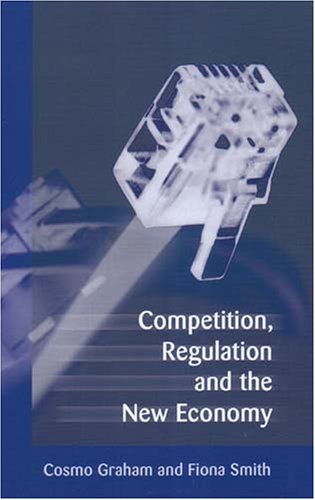 Competition,
Regulation
and the
New Economy
Cosmo Graham and Fiona Smith